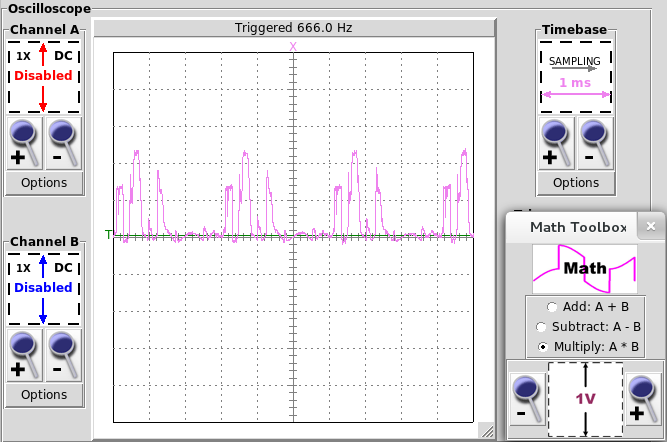 Oscilloscope
Channel A
1X DC
Disabled
+ -
Options
Channel B
1X DC
Disabled
+ -
Options
Triggered 666.0 Hz
X
T
Timebase
SAMPLING
1 ms
+ -
Options
Math Toolbox
Math
Add: A + B
Subtract: A - B
Multiply: A * B
- 1V +